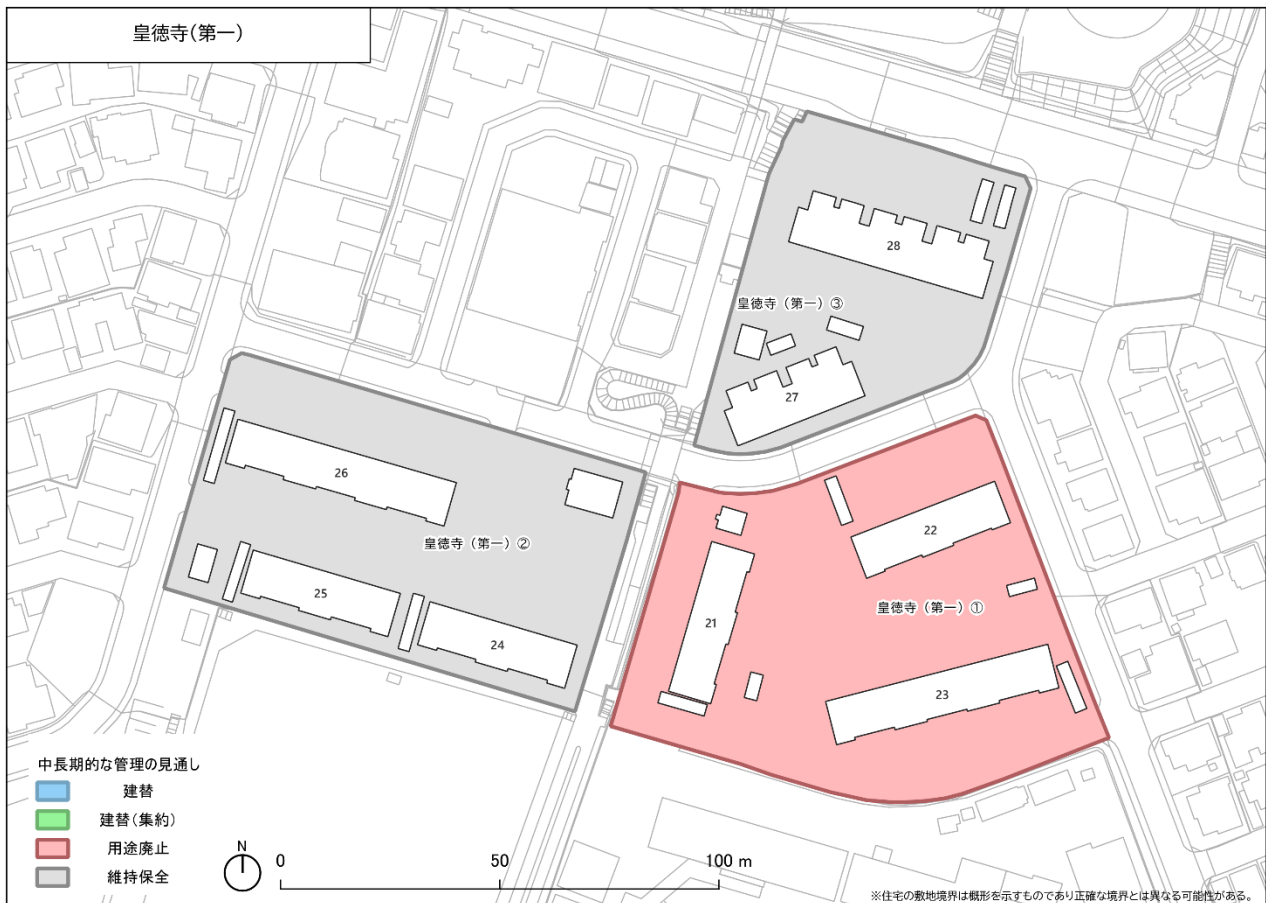 皇徳寺(第一)
28
皇徳寺（第一）③
27
26
皇徳寺（第一）②
25
24
22
皇徳寺（第一）①
21
23
中長期的な管理の見通し
建替
建替(集約)
用途廃止
維持保全
N
0 50 100 m
※住宅の敷地境界は概形を示すものであり正確な境界とは異なる可能性がある。